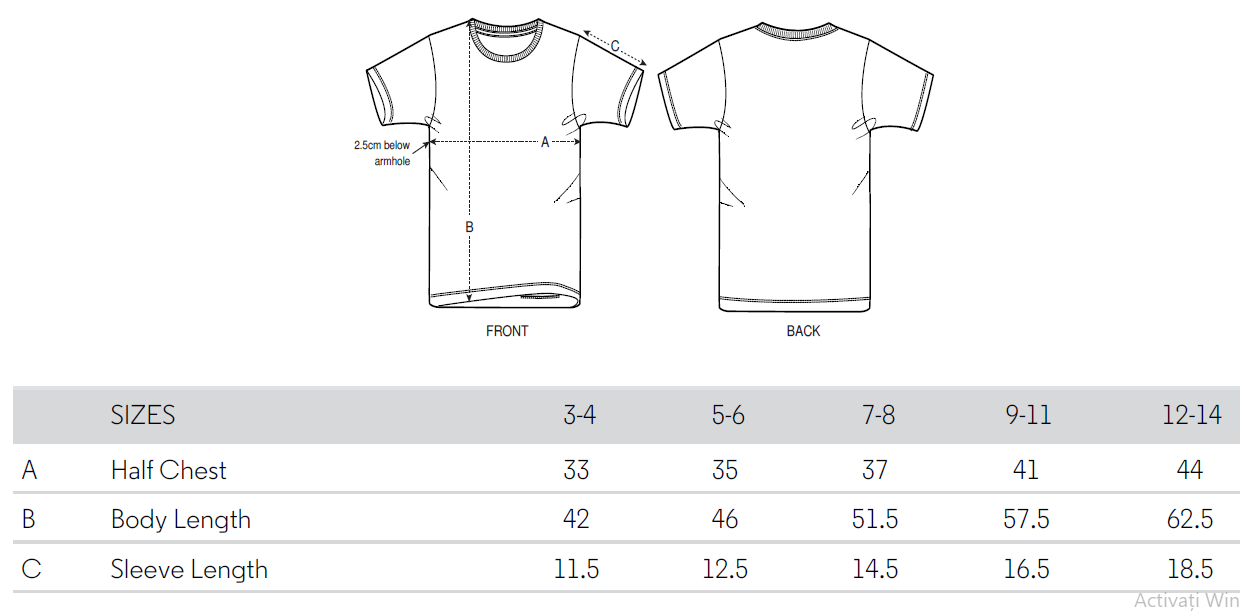 C
A
2.5cm below
armhole
B
FRONT BACK
SIZES 3-4 5-6 7-8 9-11 12-14
A Half Chest 33 35 37 41 44
B Body Length 42 46 51.5 57.5 62.5
C Sleeve Length 11.5 12.5 14.5 16.5 18.5
Activați Win